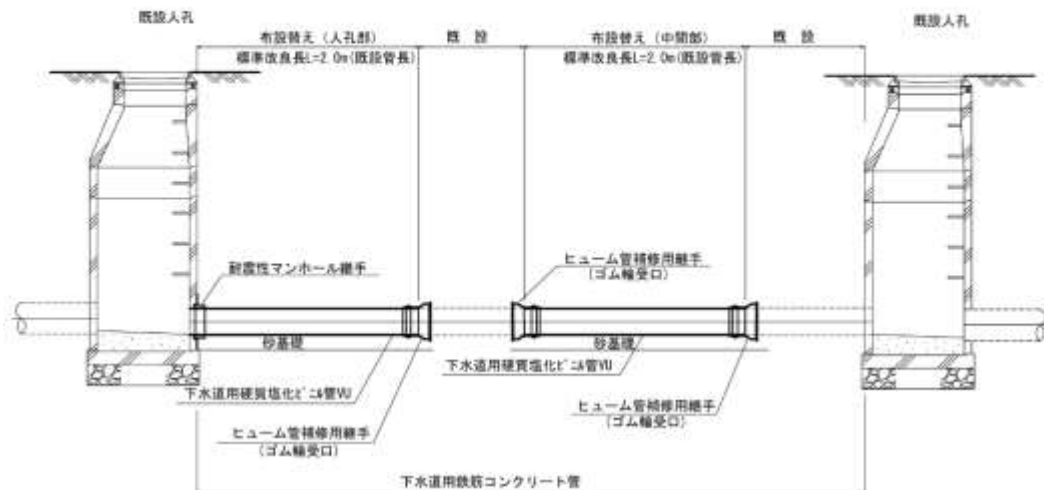 既設人孔
既設人孔
布設替え（人孔部）
既 設
布設替え（中間部）
既 設
標準改良長L=2.0m(既設管長)
標準改良長L=2.0m(既設管長)
耐震性マンホール継手
ヒューム管補修用継手
(ゴム輪受口)
砂基礎
砂基礎
下水道用硬質塩化ﾋﾞﾆﾙ管VU
下水道用硬質塩化ﾋﾞﾆﾙ管VU
ヒューム管補修用継手
(ゴム輪受口)
ヒューム管補修用継手
(ゴム輪受口)
下水道用鉄筋コンクリート管